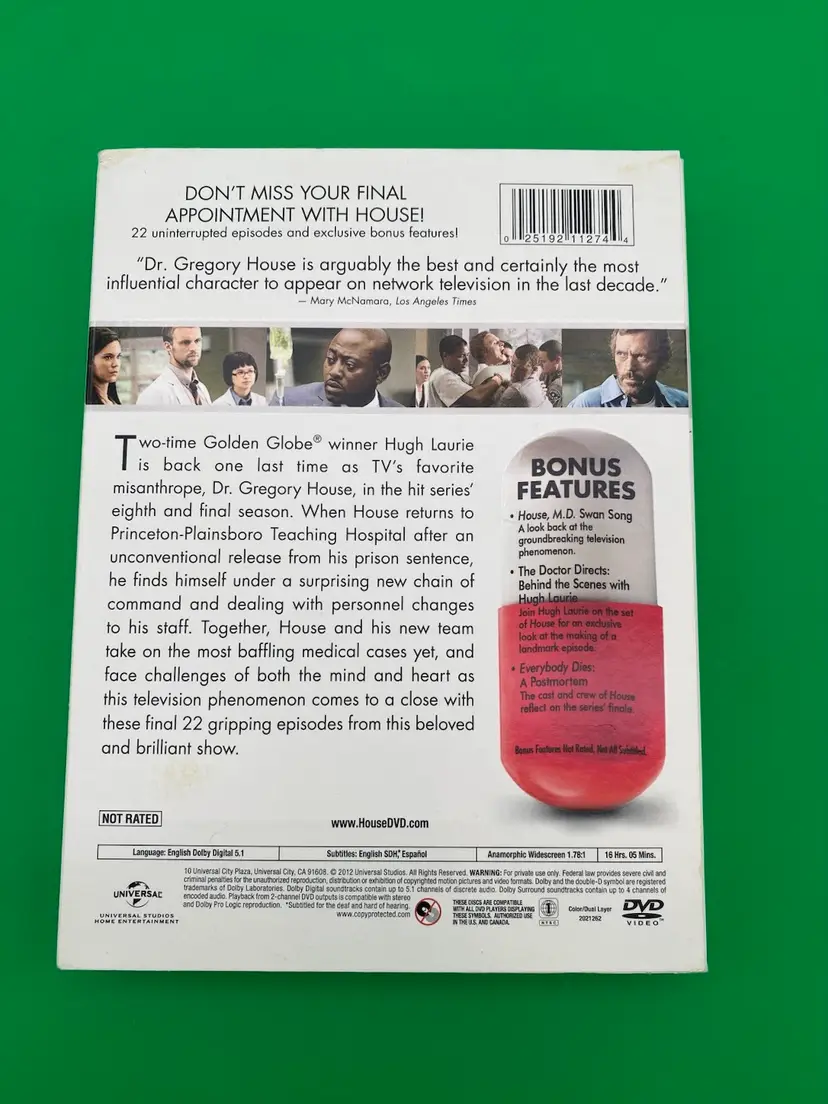 DON'T MISS YOUR FINAL
APPOINTMENT WITH HOUSE!
22 uninterrupted episodes and exclusive bonus features!
0 25192 11274 4
“Dr. Gregory House is arguably the best and certainly the most
influential character to appear on network television in the last decade.”
— Mary McNamara, Los Angeles Times
Two-time Golden Globe® winner Hugh Laurie
is back one last time as TV's favorite
misanthrope, Dr. Gregory House, in the hit series'
eighth and final season. When House returns to
Princeton-Plainsboro Teaching Hospital after an
unconventional release from his prison sentence,
he finds himself under a surprising new chain of
command and dealing with personnel changes
to his staff. Together, House and his new team
take on the most baffling medical cases yet, and
face challenges of both the mind and heart as
this television phenomenon comes to a close with
these final 22 gripping episodes from this beloved
and brilliant show.
BONUS
FEATURES
• House, M.D. Swan Song
A look back at the
groundbreaking television
phenomenon.
• The Doctor Directs:
Behind the Scenes with
Hugh Laurie
Join Hugh Laurie on the set
of House for an exclusive
look at the making of a
landmark episode.
• Everybody Dies:
A Postmortem
The cast and crew of House
reflect on the series' finale.
Bonus Features Not Rated, Not All Subtitled.
NOT RATED
www.HouseDVD.com
Language: English Dolby Digital 5.1
Subtitles: English SDH,* Español
Anamorphic Widescreen 1.78:1
16 Hrs. 05 Mins.
UNIVERSAL
UNIVERSAL STUDIOS
HOME ENTERTAINMENT
10 Universal City Plaza, Universal City, CA 91608. © 2012 Universal Studios. All Rights Reserved. WARNING: For private use only. Federal law provides severe civil and
criminal penalties for the unauthorized reproduction, distribution or exhibition of copyrighted motion pictures and video formats. Dolby and the double-D symbol are registered
trademarks of Dolby Laboratories. Dolby Digital soundtracks contain up to 5.1 channels of discrete audio. Dolby Surround soundtracks contain up to 4 channels of
encoded audio. Playback from 2-channel DVD outputs is compatible with stereo
and Dolby Pro Logic reproduction. *Subtitled for the deaf and hard of hearing.
www.copyprotected.com
THESE DISCS ARE COMPATIBLE
WITH ALL DVD PLAYERS DISPLAYING
THESE SYMBOLS. AUTHORIZED USE
IN THE U.S. AND CANADA.
1
NTSC
Color/Dual Layer
2021262
DVD
VIDEO™